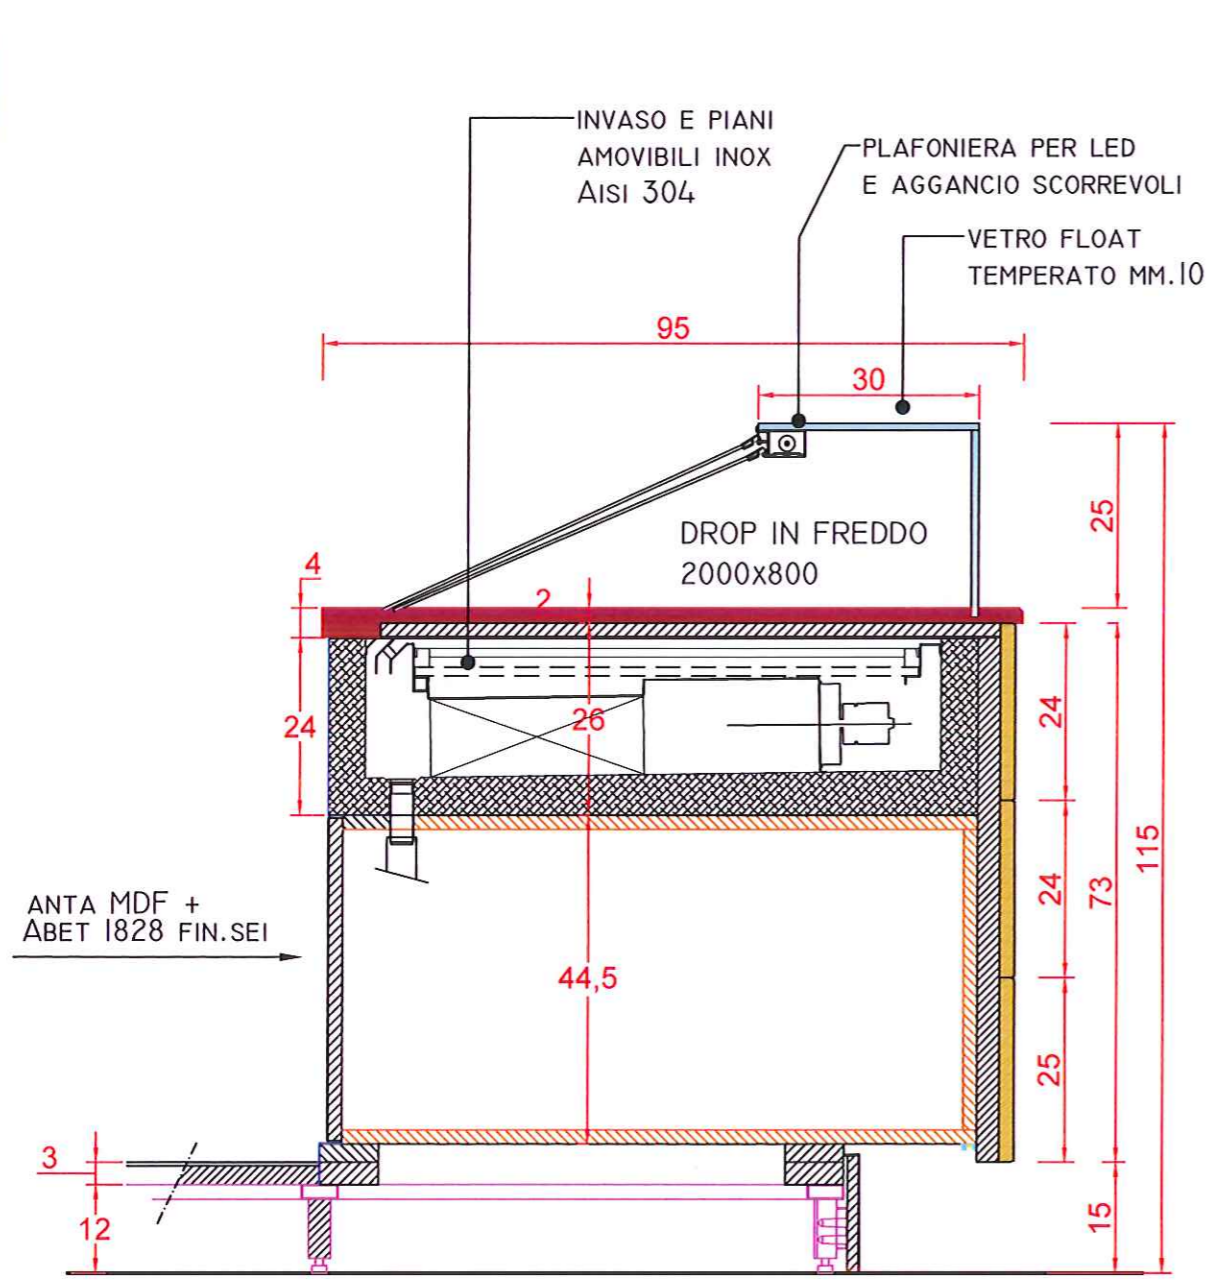 INVASO E PIANI
AMOVIBILI INOX
AISI 304
PLAFONIERA PER LED
E AGGANCIO SCORREVOLI
VETRO FLOAT
TEMPERATO MM.10
95
30
25
DROP IN FREDDO
2000x800
4
2
24
26
24
115
73
24
ANTA MDF +
ABET 1828 FIN.SEI
44,5
25
3
12
15